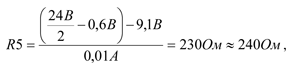 R5 = ((24В/2 − 0,6В) − 9,1В) / 0,01А = 230Ом ≈ 240Ом ,